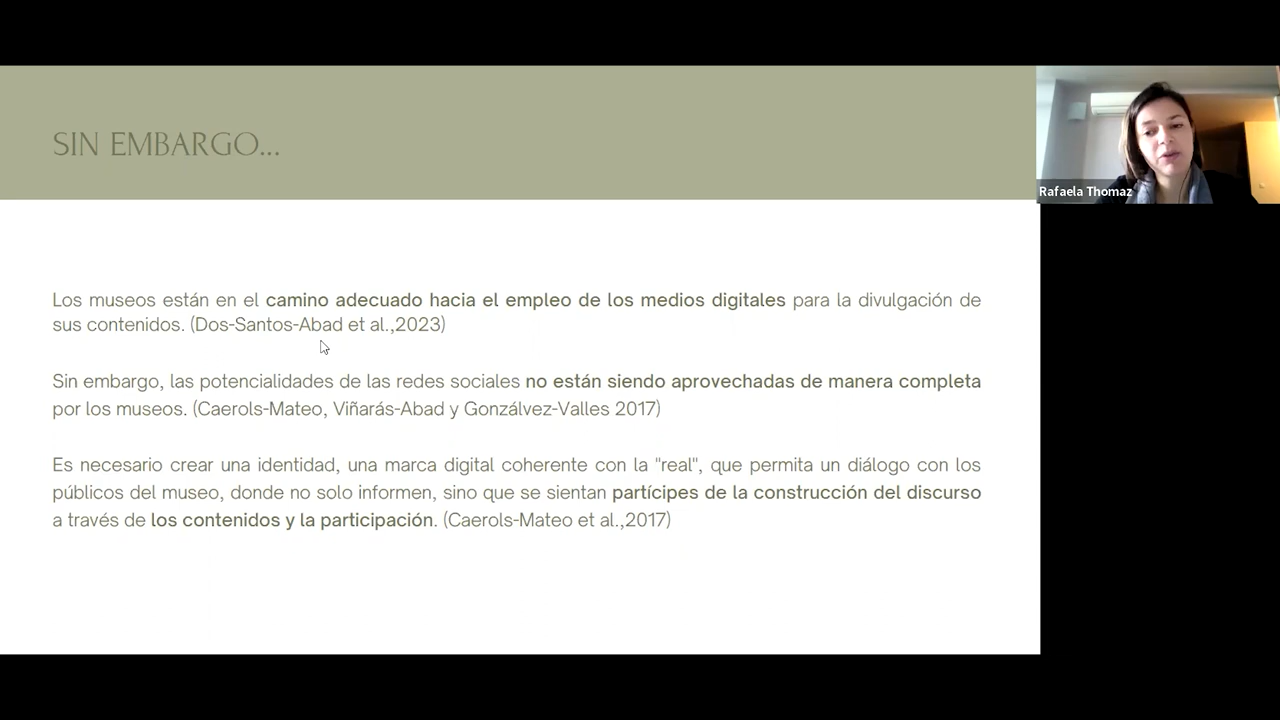 SIN EMBARGO...
Rafaela Thomaz
Los museos están en el camino adecuado hacia el empleo de los medios digitales para la divulgación de
sus contenidos. (Dos-Santos-Abad et al.,2023)
Sin embargo, las potencialidades de las redes sociales no están siendo aprovechadas de manera completa
por los museos. (Caerols-Mateo, Viñarás-Abad y Gonzálvez-Valles 2017)
Es necesario crear una identidad, una marca digital coherente con la "real", que permita un diálogo con los
públicos del museo, donde no solo informen, sino que se sientan partícipes de la construcción del discurso
a través de los contenidos y la participación. (Caerols-Mateo et al.,2017)